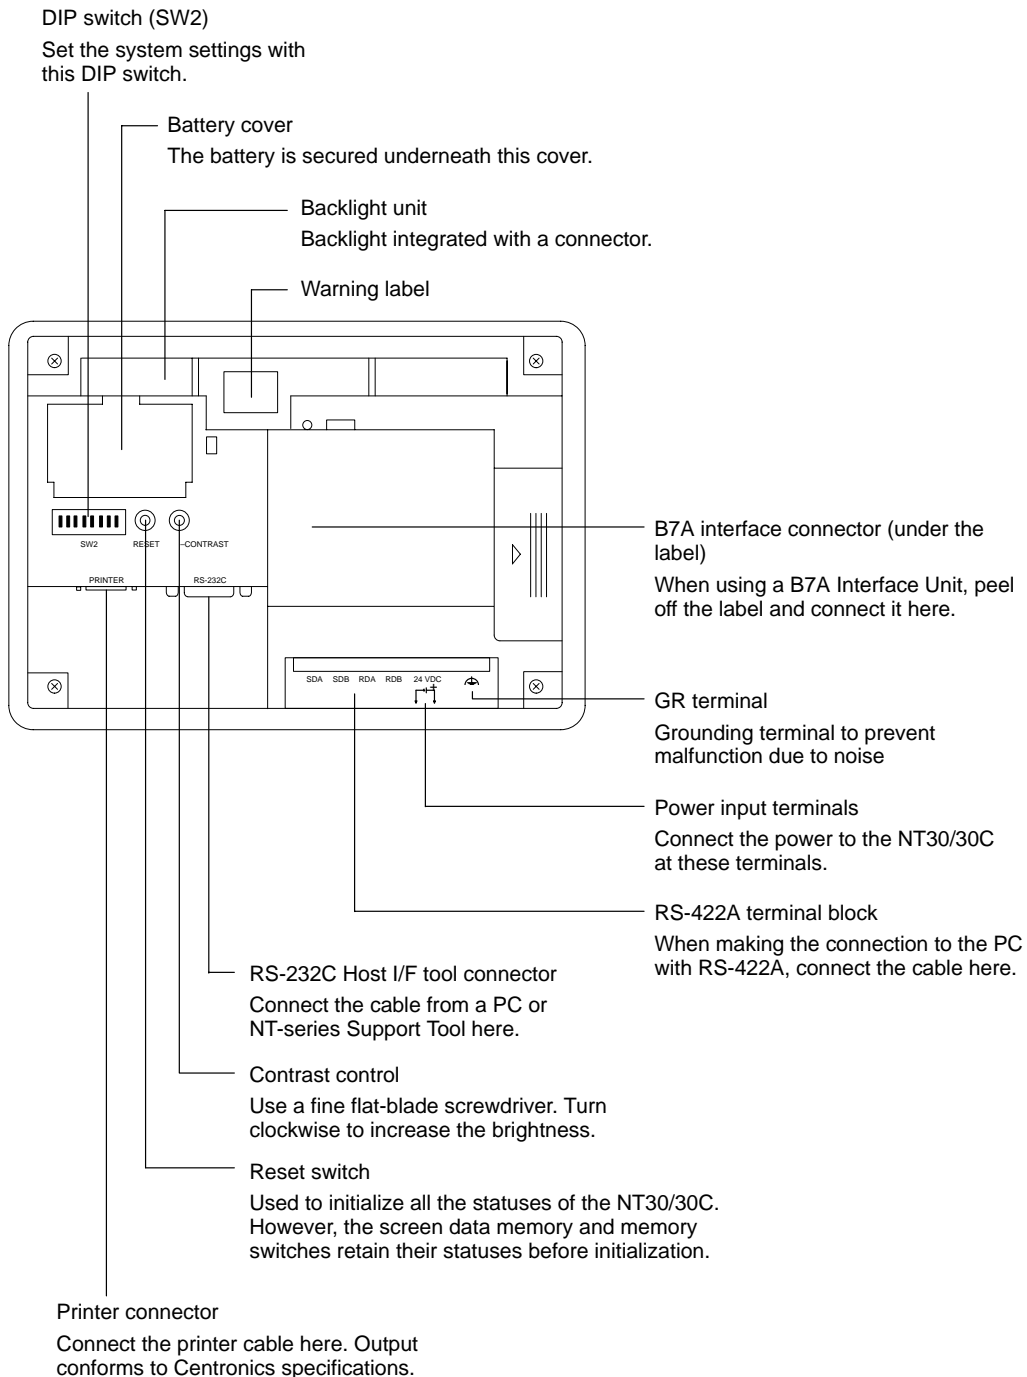 DIP switch (SW2)
Set the system settings with
this DIP switch.
Battery cover
The battery is secured underneath this cover.
Backlight unit
Backlight integrated with a connector.
Warning label
SW2
RESET
–CONTRAST
PRINTER
RS-232C
B7A interface connector (under the
label)
When using a B7A Interface Unit, peel
off the label and connect it here.
SDA SDB RDA RDB 24 VDC
+
GR terminal
Grounding terminal to prevent
malfunction due to noise
Power input terminals
Connect the power to the NT30/30C
at these terminals.
RS-422A terminal block
When making the connection to the PC
with RS-422A, connect the cable here.
RS-232C Host I/F tool connector
Connect the cable from a PC or
NT-series Support Tool here.
Contrast control
Use a fine flat-blade screwdriver. Turn
clockwise to increase the brightness.
Reset switch
Used to initialize all the statuses of the NT30/30C.
However, the screen data memory and memory
switches retain their statuses before initialization.
Printer connector
Connect the printer cable here. Output
conforms to Centronics specifications.